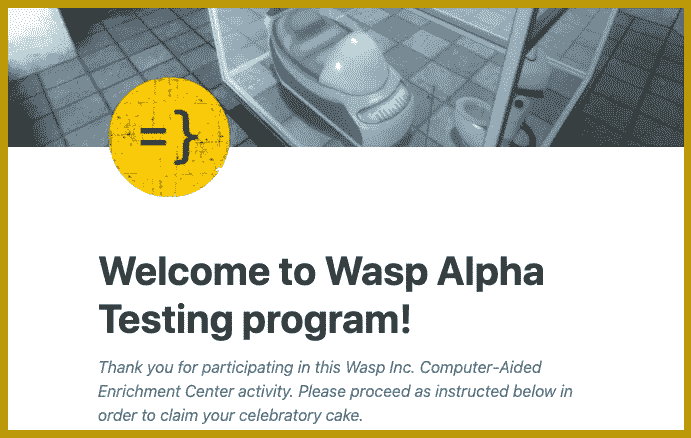 =}
Welcome to Wasp Alpha
Testing program!
Thank you for participating in this Wasp Inc. Computer-Aided
Enrichment Center activity. Please proceed as instructed below in
order to claim your celebratory cake.